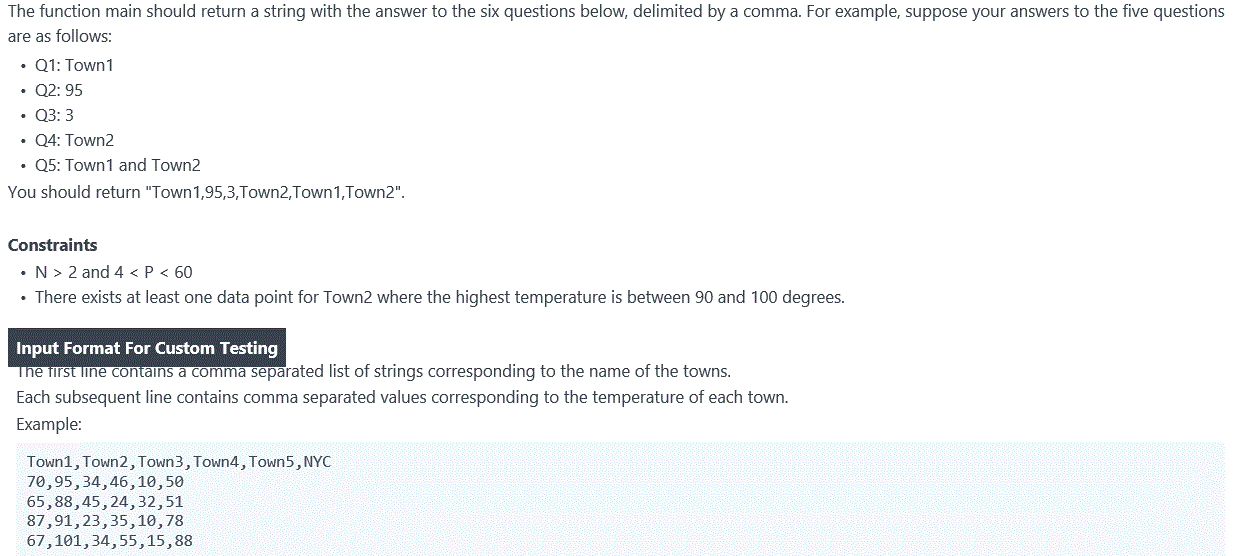 The function main should return a string with the answer to the six questions below, delimited by a comma. For example, suppose your answers to the five questions
are as follows:
• Q1: Town1
• Q2: 95
• Q3: 3
• Q4: Town2
• Q5: Town1 and Town2
You should return "Town1,95,3,Town2,Town1,Town2".
Constraints
• N > 2 and 4 < P < 60
• There exists at least one data point for Town2 where the highest temperature is between 90 and 100 degrees.
Input Format For Custom Testing
The first line contains a comma separated list of strings corresponding to the name of the towns.
Each subsequent line contains comma separated values corresponding to the temperature of each town.
Example:
Town1,Town2,Town3,Town4,Town5,NYC
70,95,34,46,10,50
65,88,45,24,32,51
87,91,23,35,10,78
67,101,34,55,15,88